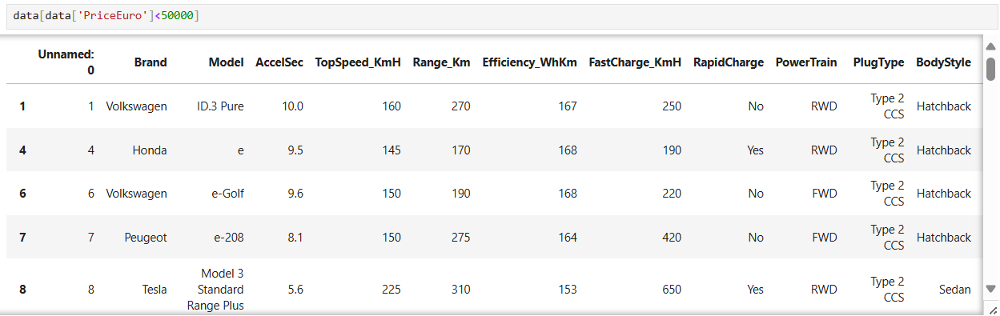 data[data['PriceEuro']<50000]
Unnamed: 0 Brand Model AccelSec TopSpeed_KmH Range_Km Efficiency_WhKm FastCharge_KmH RapidCharge PowerTrain PlugType BodyStyle
1 1 Volkswagen ID.3 Pure 10.0 160 270 167 250 No RWD Type 2 CCS Hatchback
4 4 Honda e 9.5 145 170 168 190 Yes RWD Type 2 CCS Hatchback
6 6 Volkswagen e-Golf 9.6 150 190 168 220 No FWD Type 2 CCS Hatchback
7 7 Peugeot e-208 8.1 150 275 164 420 No FWD Type 2 CCS Hatchback
8 8 Tesla Model 3 Standard Range Plus 5.6 225 310 153 650 Yes RWD Type 2 CCS Sedan